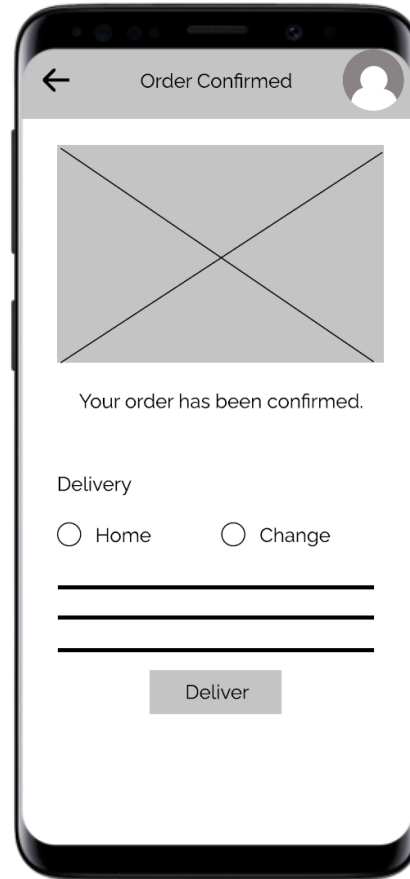 Order Confirmed
Your order has been confirmed.
Delivery
Home Change
Deliver